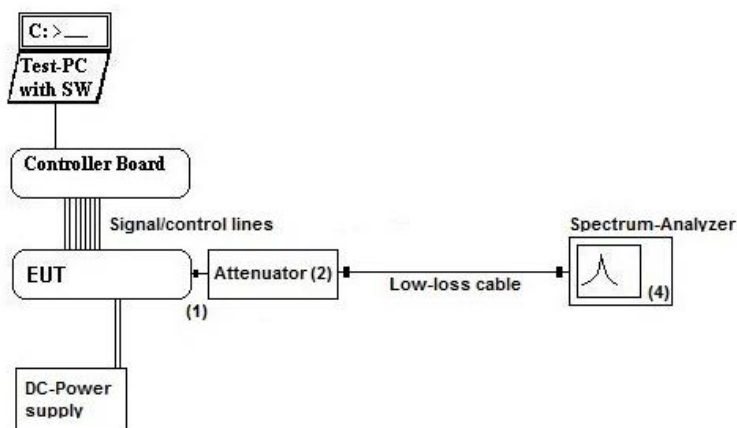 C: >__
Test-PC
with SW
Controller Board
Signal/control lines
Spectrum-Analyzer
EUT
Attenuator (2)
Low-loss cable
(4)
(1)
DC-Power
supply